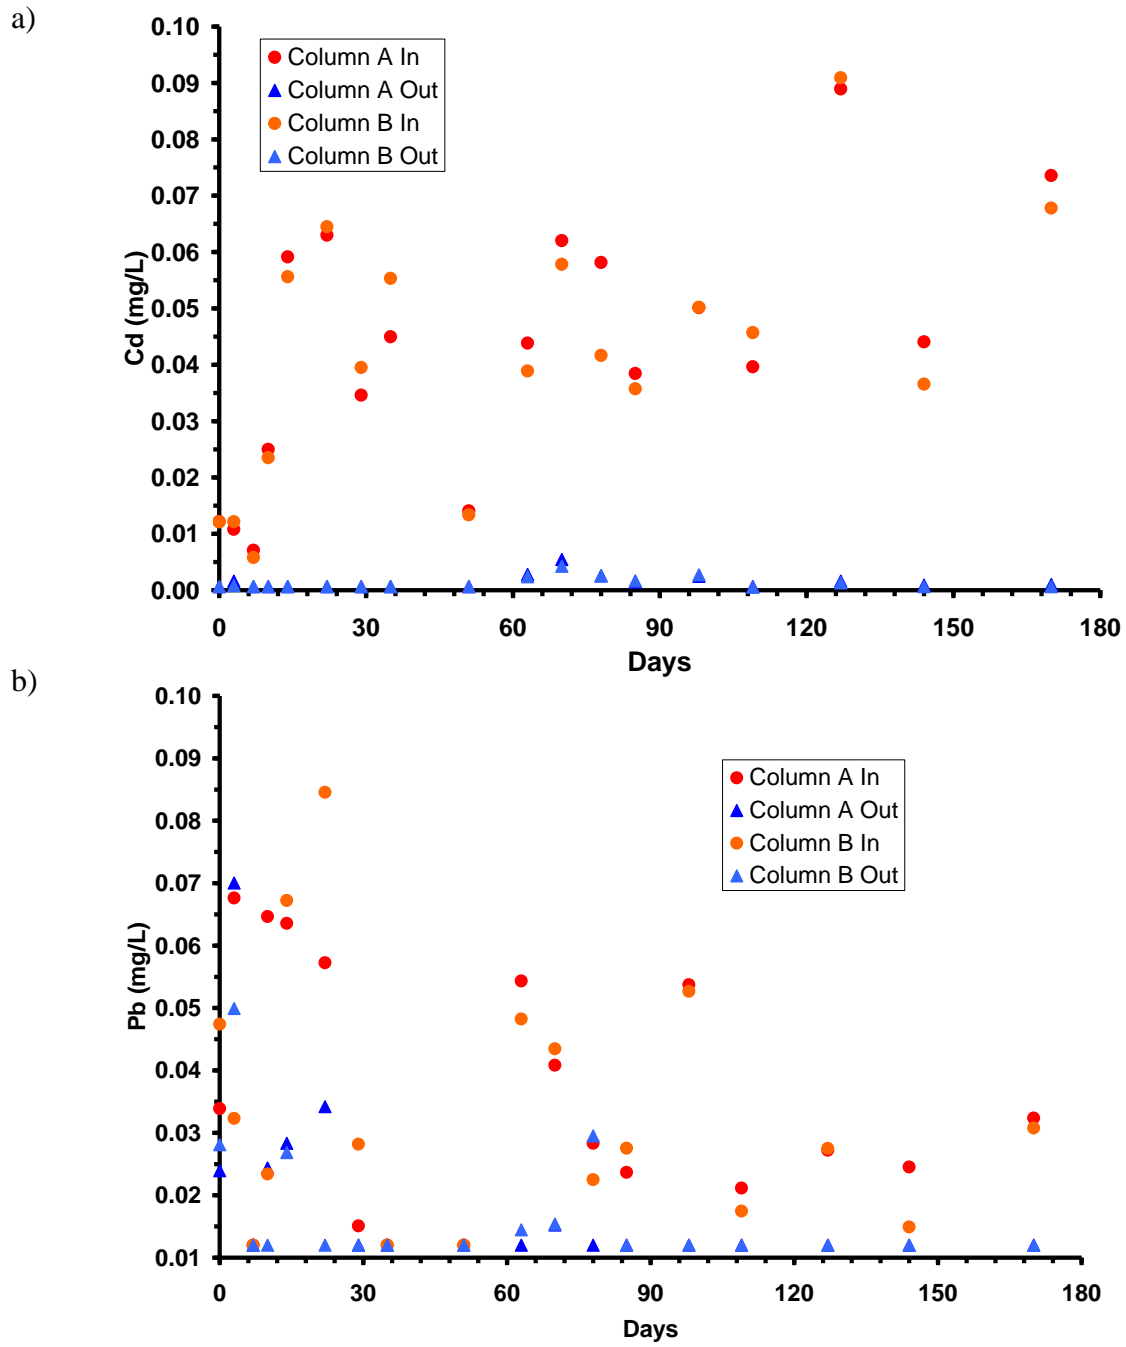 a)
0.10
0.09
0.08
0.07
0.06
0.05
0.04
0.03
0.02
0.01
0.00
Cd (mg/L)
Column A In
Column A Out
Column B In
Column B Out
0 30 60 90 120 150 180
Days
b)
0.10
0.09
0.08
0.07
0.06
0.05
0.04
0.03
0.02
0.01
Pb (mg/L)
Column A In
Column A Out
Column B In
Column B Out
0 30 60 90 120 150 180
Days